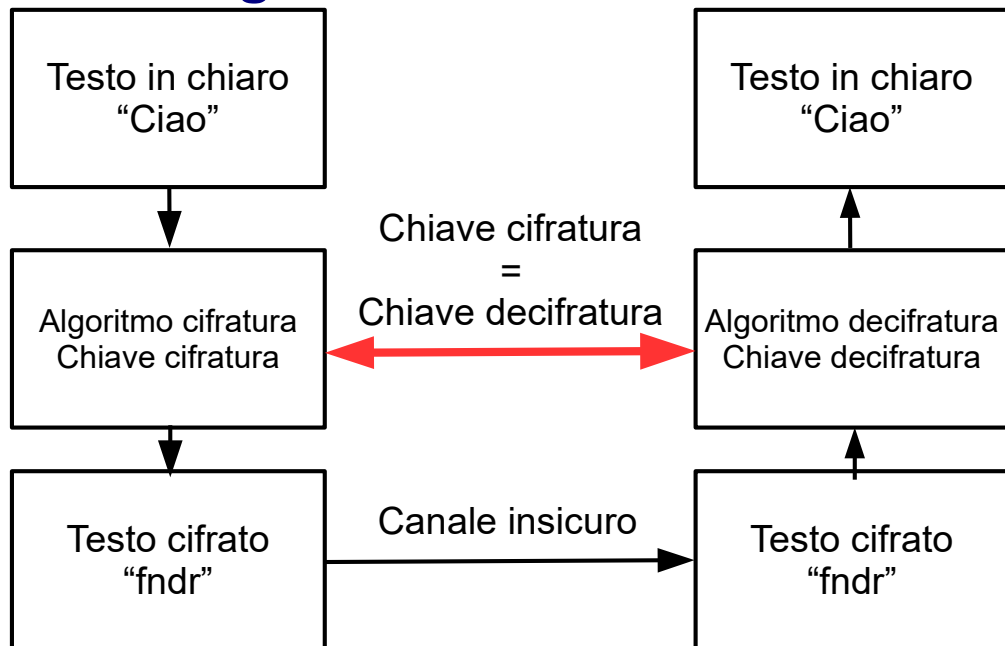 Testo in chiaro
“Ciao”
Testo in chiaro
“Ciao”
Chiave cifratura
=
Chiave decifratura
Algoritmo cifratura
Chiave cifratura
Algoritmo decifratura
Chiave decifratura
Testo cifrato
“fndr”
Canale insicuro
Testo cifrato
“fndr”